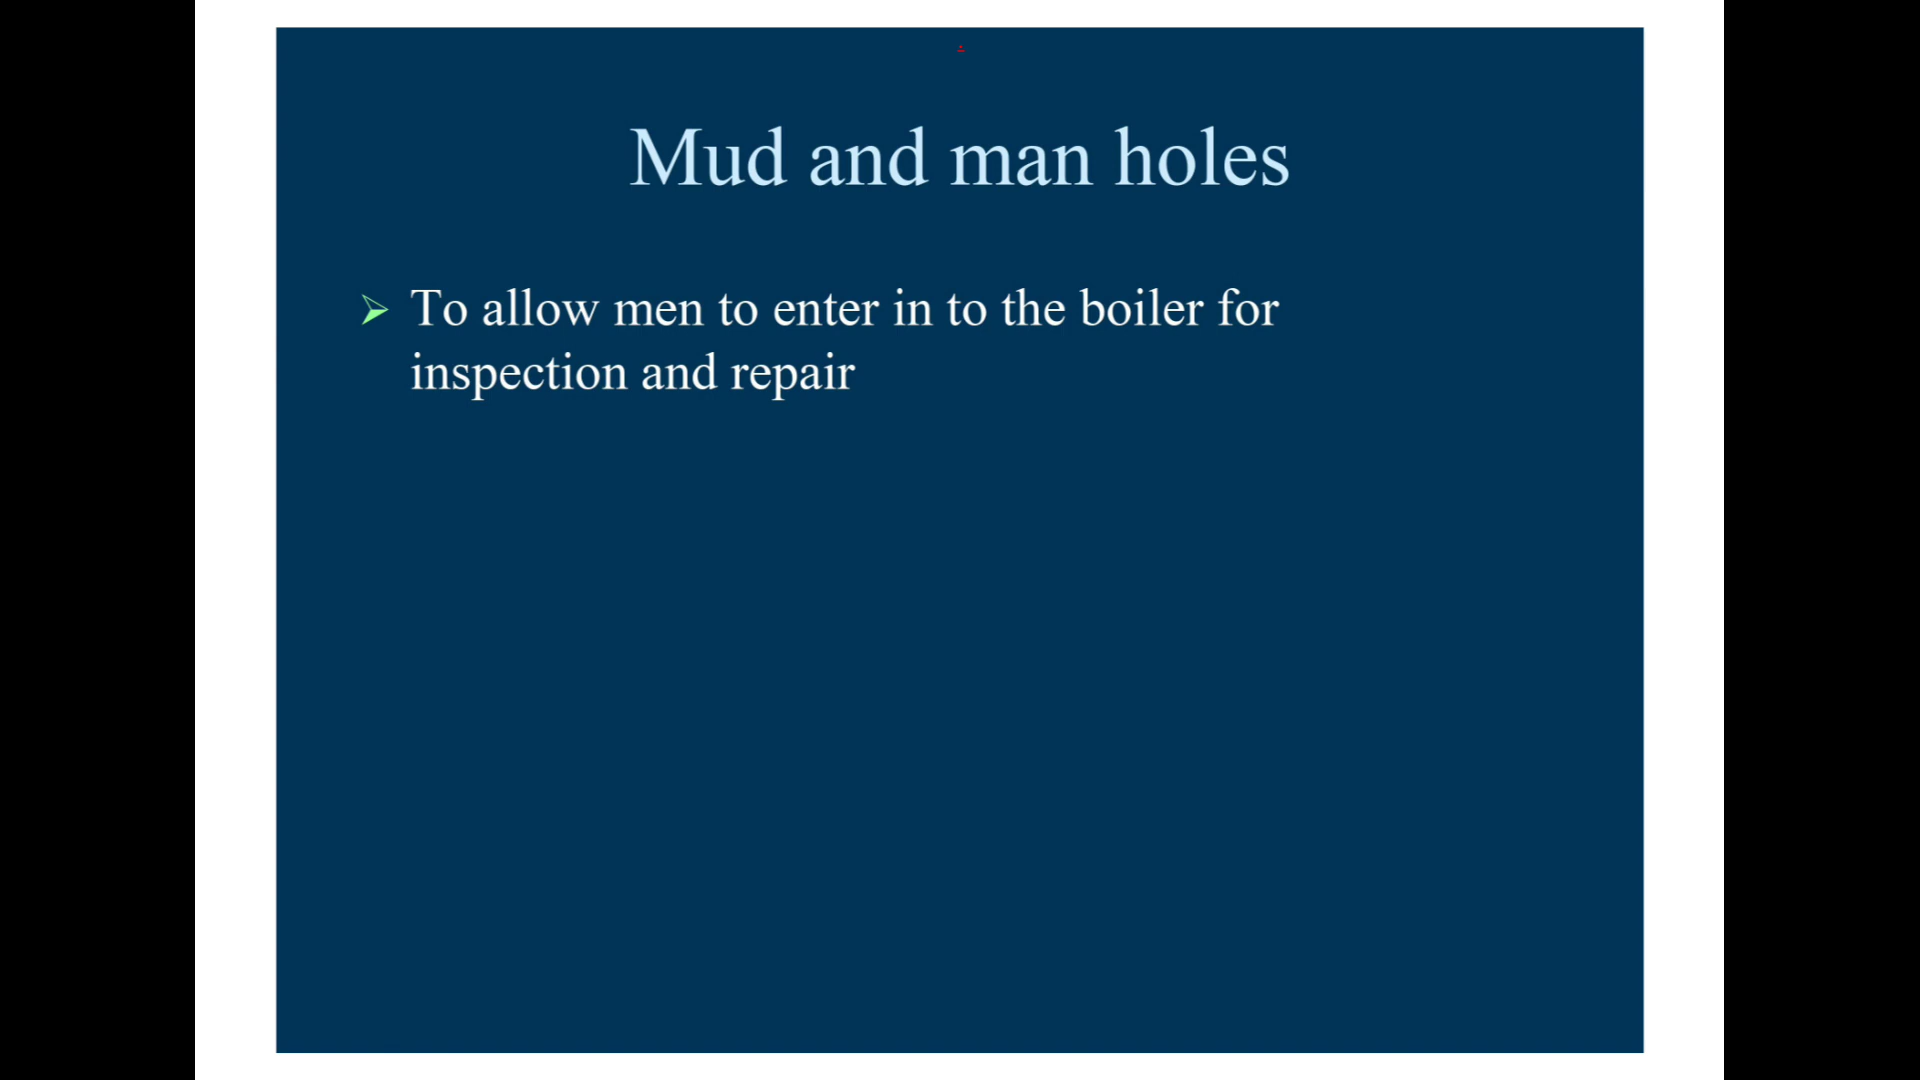 .
Mud and man holes
To allow men to enter in to the boiler for
inspection and repair